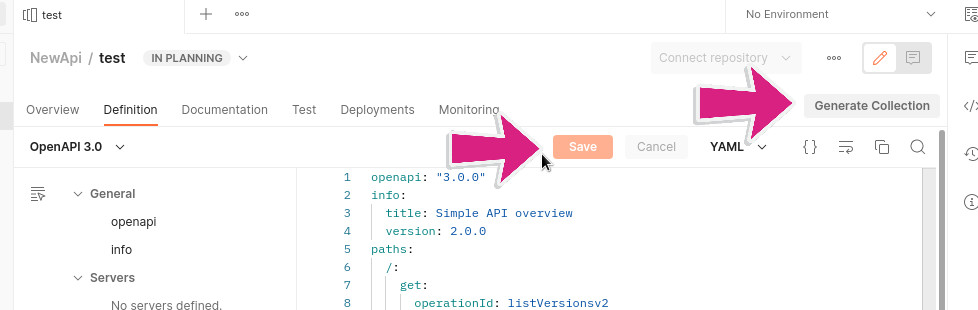 test
No Environment
NewApi / test IN PLANNING
Connect repository
Overview Definition Documentation Test Deployments Monitoring
Generate Collection
OpenAPI 3.0
Save Cancel YAML {}
General
openapi
info
Servers
No servers defined.
1 openapi: "3.0.0"
2 info:
3 title: Simple API overview
4 version: 2.0.0
5 paths:
6 /:
7 get:
8 operationId: listVersionsv2